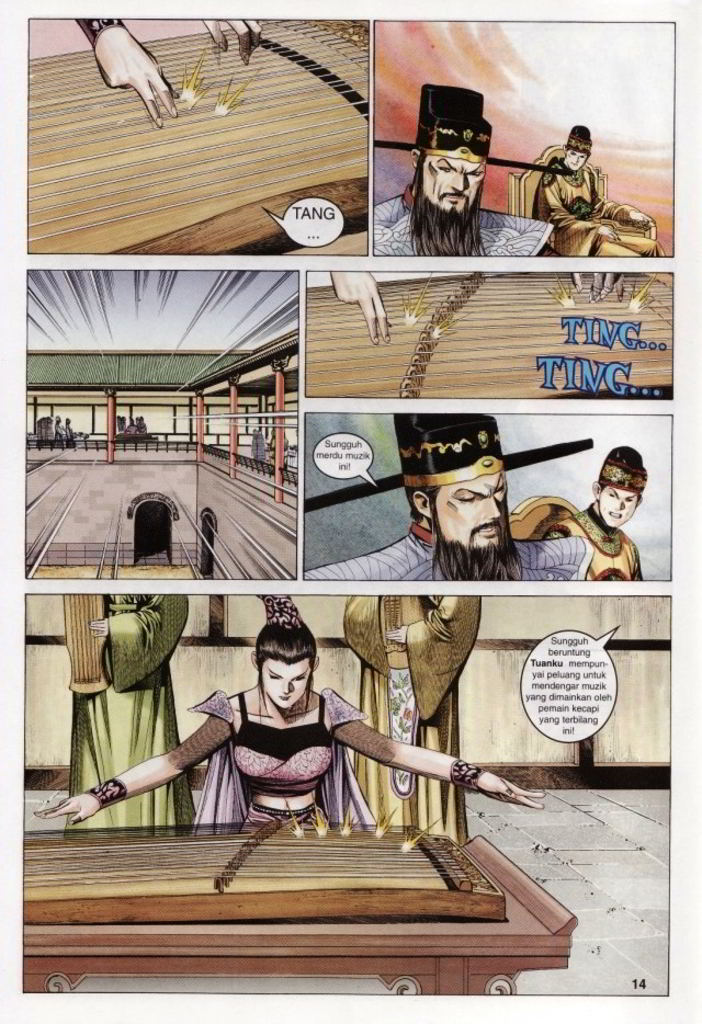 TANG
...
TING...
TING...
Sungguh
merdu muzik
ini!
Sungguh
beruntung
Tuanku mempun-
yai peluang untuk
mendengar muzik
yang dimainkan oleh
pemain kecapi
yang terbilang
ini!
14